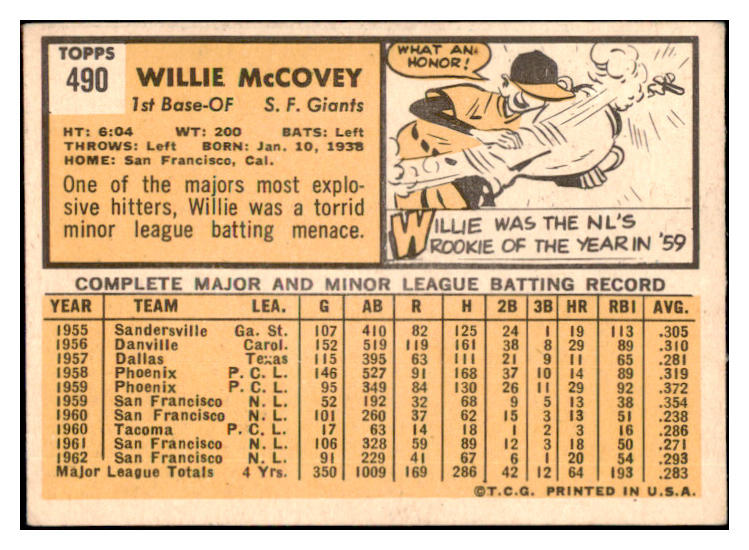 TOPPS
490
WILLIE McCOVEY
1st Base-OF S. F. Giants
HT: 6:04 WT: 200 BATS: Left
THROWS: Left BORN: Jan. 10, 1938
HOME: San Francisco, Cal.
One of the majors most explo-
sive hitters, Willie was a torrid
minor league batting menace.
WHAT AN
HONOR!
WILLIE WAS THE NL'S
ROOKIE OF THE YEAR IN '59
COMPLETE MAJOR AND MINOR LEAGUE BATTING RECORD
YEAR TEAM LEA. G AB R H 2B 3B HR RBI AVG.
1955 Sandersville Ga. St. 107 410 82 125 24 1 19 113 .305
1956 Danville Carol. 152 519 119 161 38 8 29 89 .310
1957 Dallas Texas 115 395 63 111 21 9 11 65 .281
1958 Phoenix P. C. L. 146 527 91 168 37 10 14 89 .319
1959 Phoenix P. C. L. 95 349 84 130 26 11 29 92 .372
1959 San Francisco N. L. 52 192 32 68 9 5 13 38 .354
1960 San Francisco N. L. 101 260 37 62 15 3 13 51 .238
1960 Tacoma P. C. L. 17 63 14 18 1 2 3 16 .286
1961 San Francisco N. L. 106 328 59 89 12 3 18 50 .271
1962 San Francisco N. L. 91 229 41 67 6 1 20 54 .293
Major League Totals 4 Yrs. 350 1009 169 286 42 12 64 193 .283
©T.C.G. PRINTED IN U.S.A.